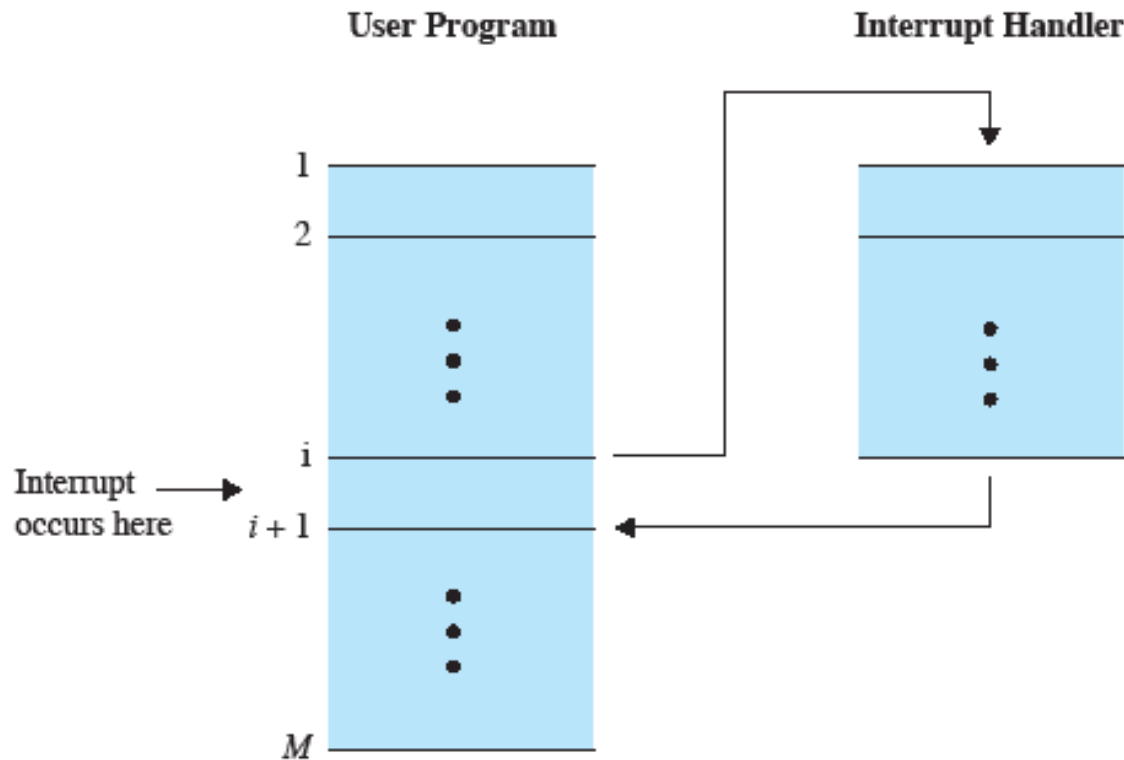 User Program
Interrupt Handler
1
2
i
Interrupt
occurs here
i + 1
M